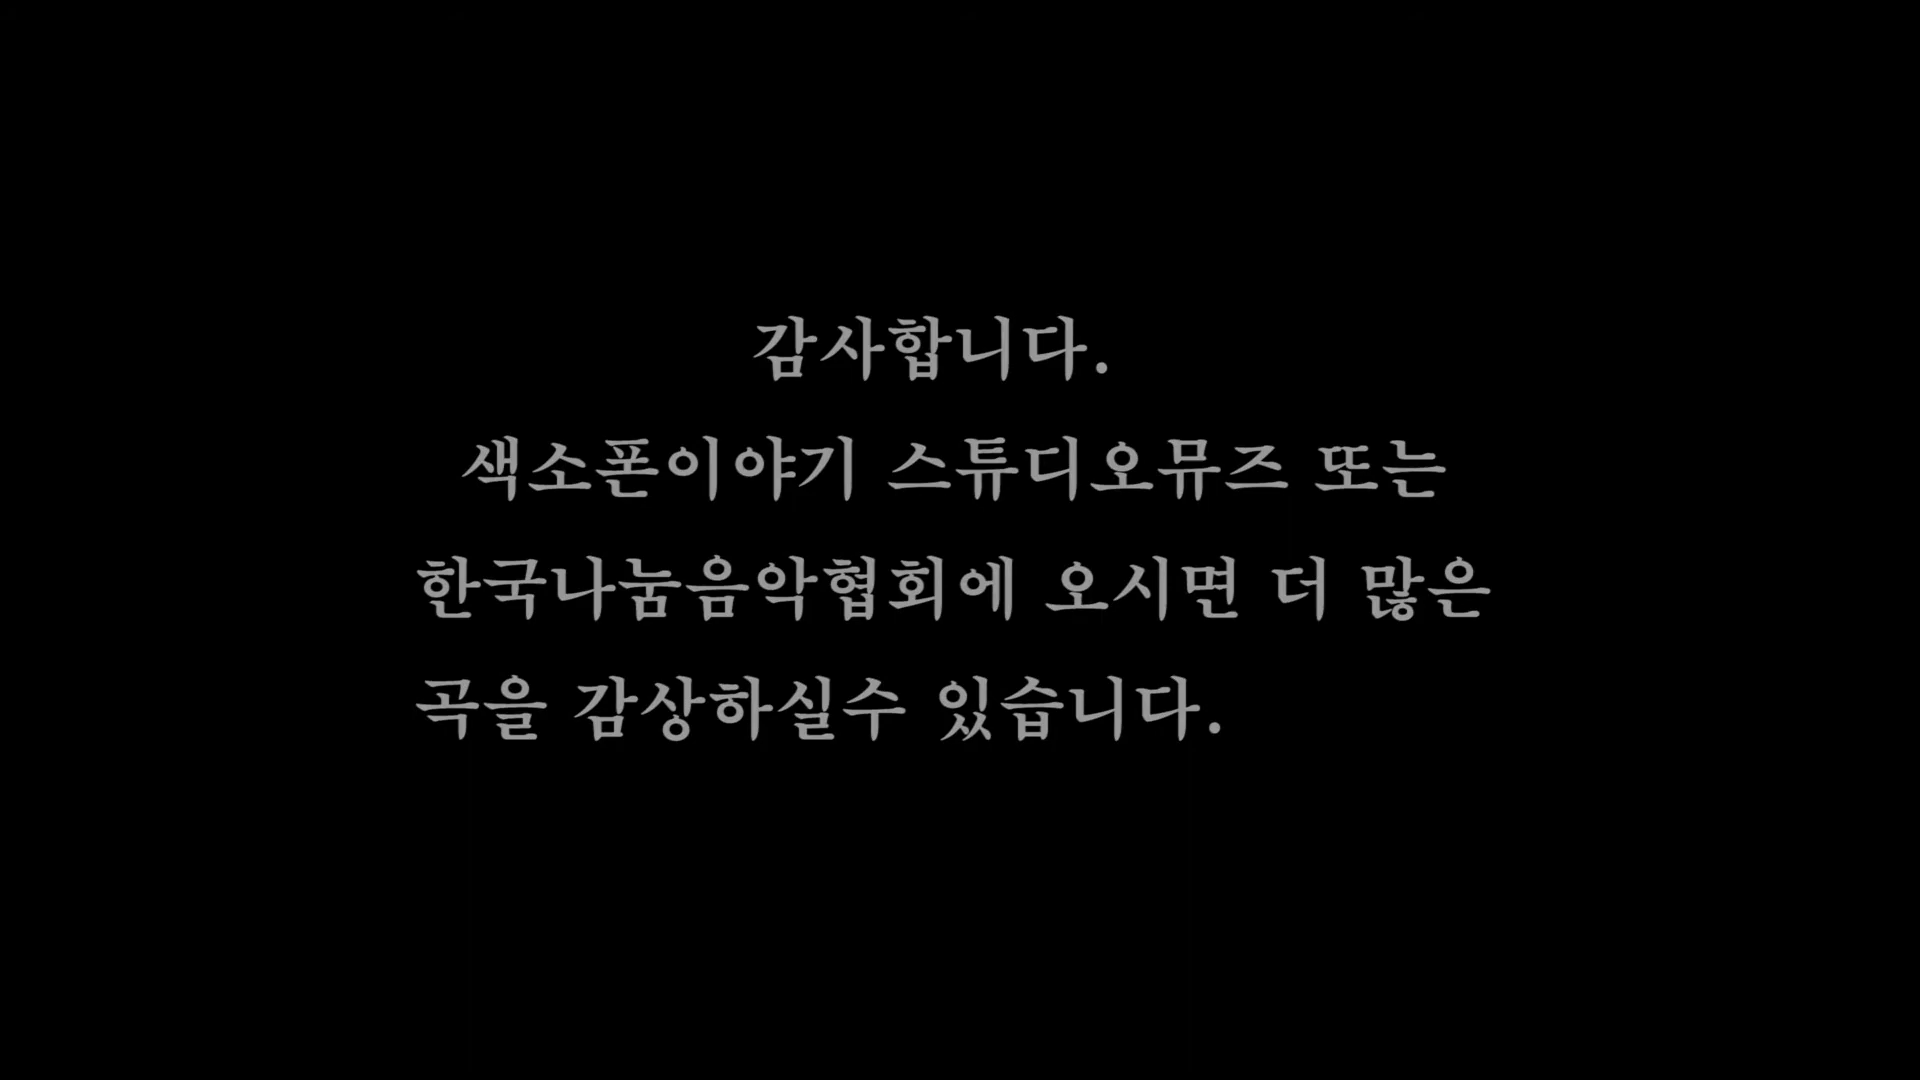 감사합니다.
색소폰이야기 스튜디오뮤즈 또는
한국나눔음악협회에 오시면 더 많은
곡을 감상하실수 있습니다.